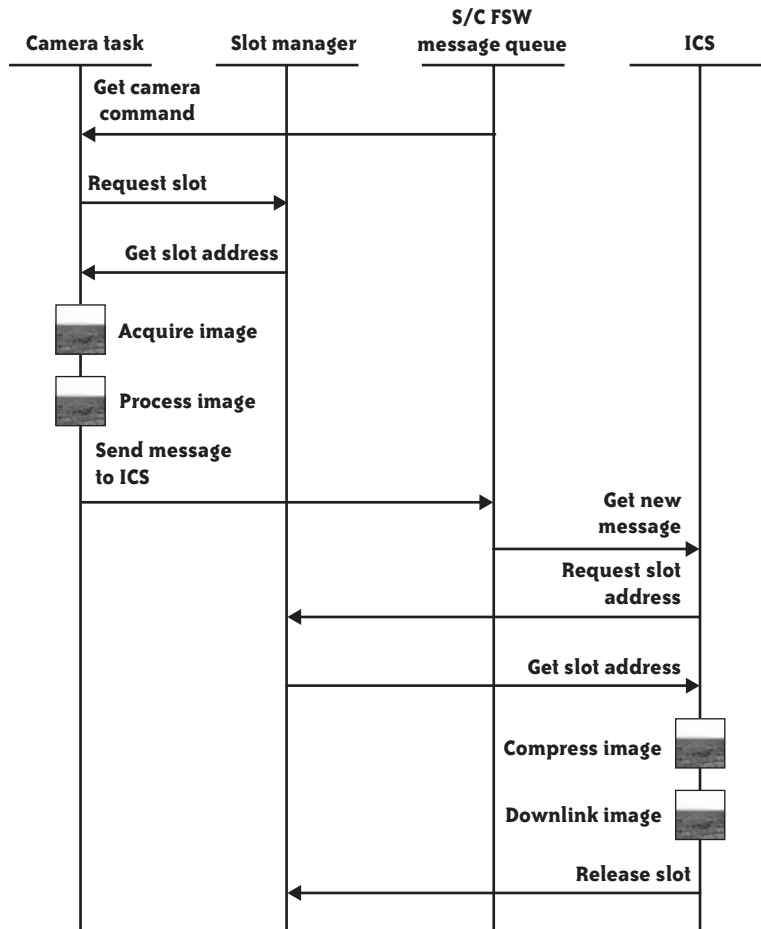 Camera task
Slot manager
S/C FSW
message queue
ICS
Get camera
command
Request slot
Get slot address
Acquire image
Process image
Send message
to ICS
Get new
message
Request slot
address
Get slot address
Compress image
Downlink image
Release slot